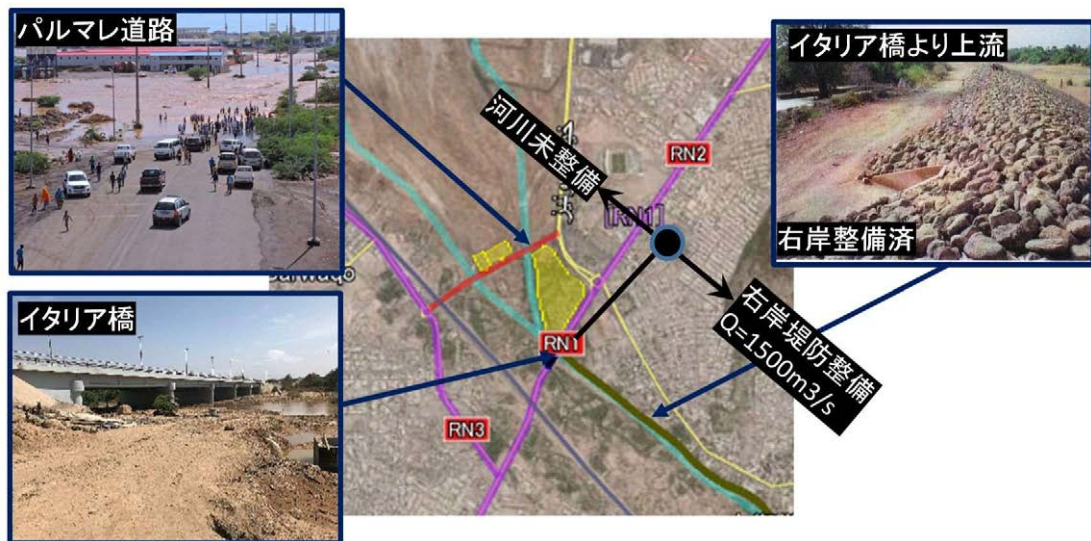 パルマレ道路
イタリア橋より上流
河川未整備
RN2
[RN1]
右岸整備済
イタリア橋
右岸堤防整備
Q=1500m3/s
RN1
RN3